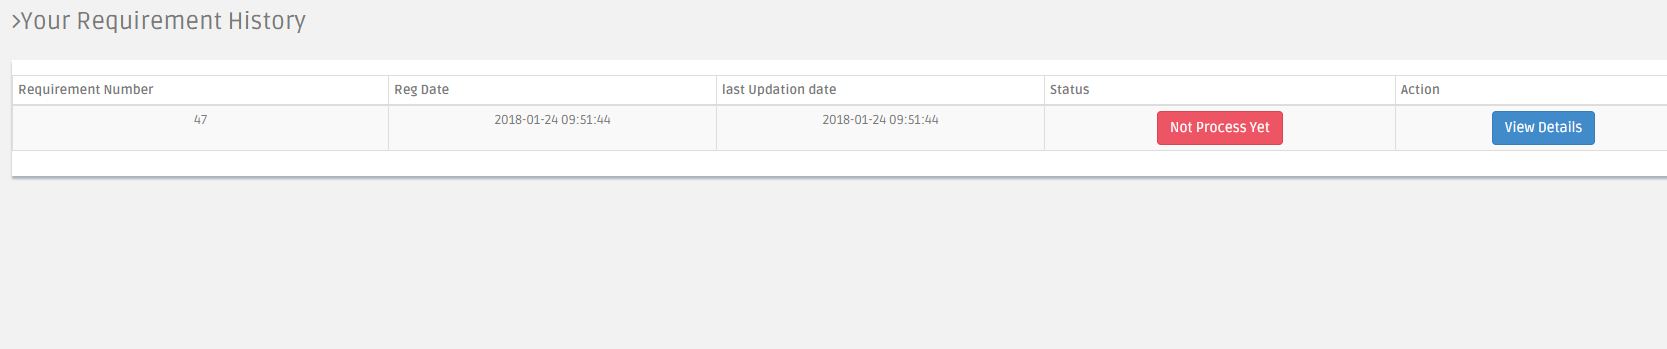 Your Requirement History
Requirement Number Reg Date last Updation date Status Action
47 2018-01-24 09:51:44 2018-01-24 09:51:44 Not Process Yet View Details